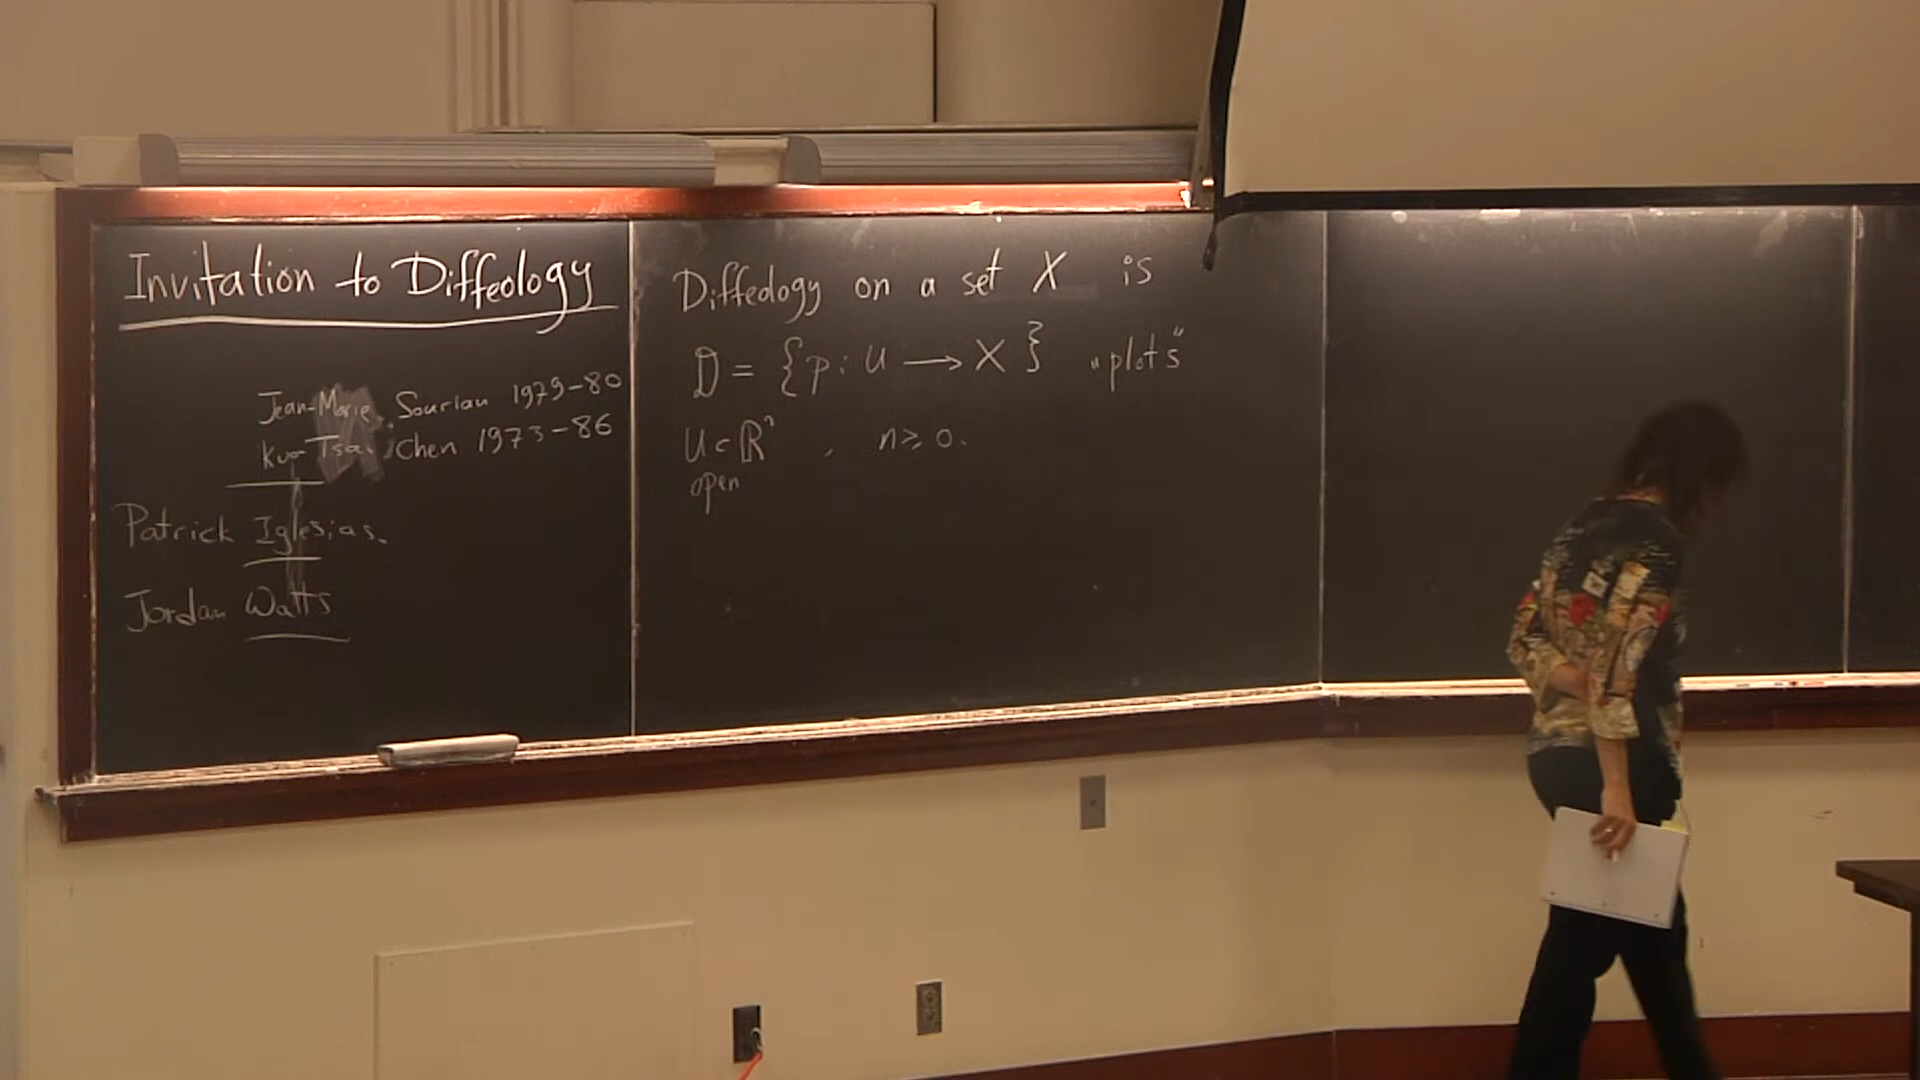 Invitation to Diffeology
Jean-Marie Souriau 1979-80
Kuo Tsai Chen 1973-86
Patrick Iglesias.
Jordan Watts
Diffeology on a set X is
D = {p: U → X} "plots"
U ⊂ ℝⁿ, n ≥ 0.
open